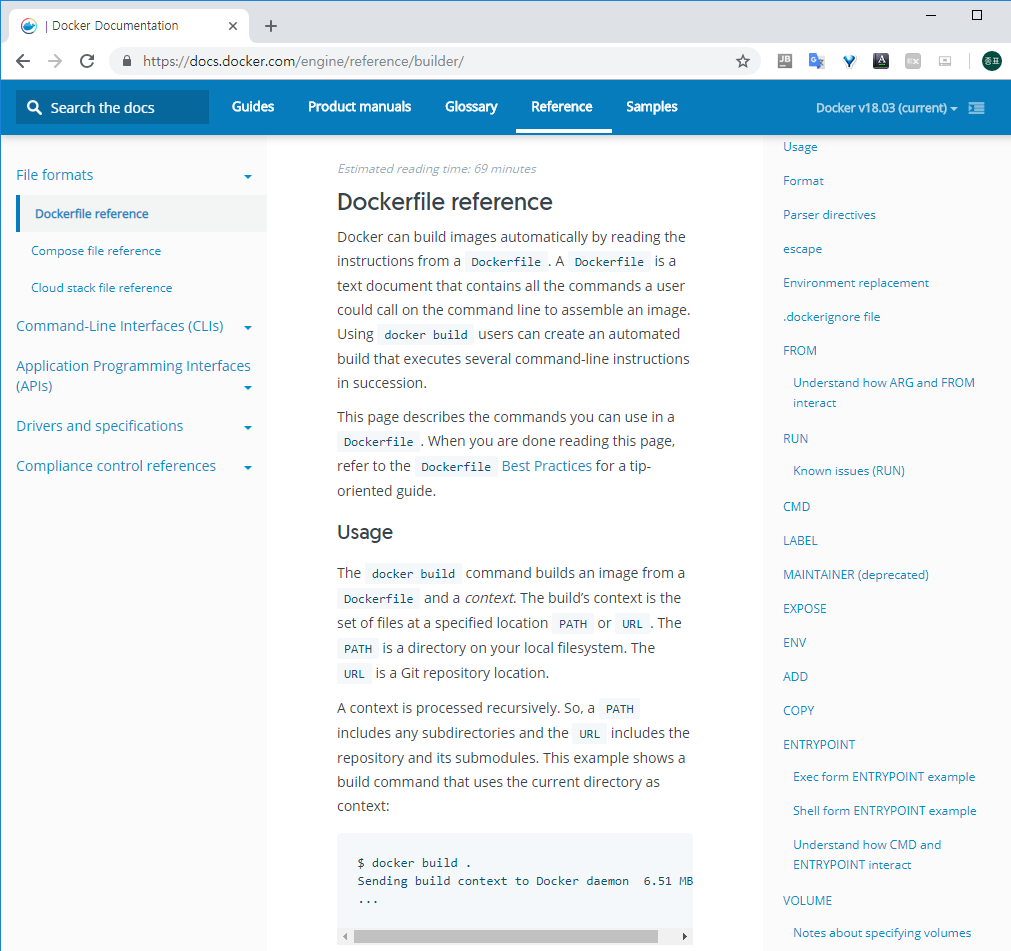 | Docker Documentation
https://docs.docker.com/engine/reference/builder/
JB
G
A
Ex
종표
Search the docs
Guides
Product manuals
Glossary
Reference
Samples
Docker v18.03 (current)
File formats
Dockerfile reference
Compose file reference
Cloud stack file reference
Command-Line Interfaces (CLIs)
Application Programming Interfaces
(APIs)
Drivers and specifications
Compliance control references
Estimated reading time: 69 minutes
Dockerfile reference
Docker can build images automatically by reading the
instructions from a Dockerfile . A Dockerfile is a
text document that contains all the commands a user
could call on the command line to assemble an image.
Using docker build users can create an automated
build that executes several command-line instructions
in succession.
This page describes the commands you can use in a
Dockerfile . When you are done reading this page,
refer to the Dockerfile Best Practices for a tip-
oriented guide.
Usage
The docker build command builds an image from a
Dockerfile and a context. The build’s context is the
set of files at a specified location PATH or URL . The
PATH is a directory on your local filesystem. The
URL is a Git repository location.
A context is processed recursively. So, a PATH
includes any subdirectories and the URL includes the
repository and its submodules. This example shows a
build command that uses the current directory as
context:
$ docker build .
Sending build context to Docker daemon  6.51 MB
...
Usage
Format
Parser directives
escape
Environment replacement
.dockerignore file
FROM
Understand how ARG and FROM
interact
RUN
Known issues (RUN)
CMD
LABEL
MAINTAINER (deprecated)
EXPOSE
ENV
ADD
COPY
ENTRYPOINT
Exec form ENTRYPOINT example
Shell form ENTRYPOINT example
Understand how CMD and
ENTRYPOINT interact
VOLUME
Notes about specifying volumes